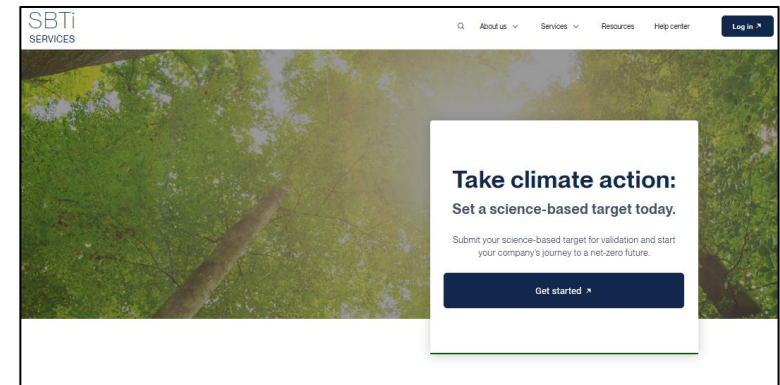 SBTi
SERVICES
About us
Services
Resources
Help center
Log in
Take climate action:
Set a science-based target today.
Submit your science-based target for validation and start
your company's journey to a net-zero future.
Get started